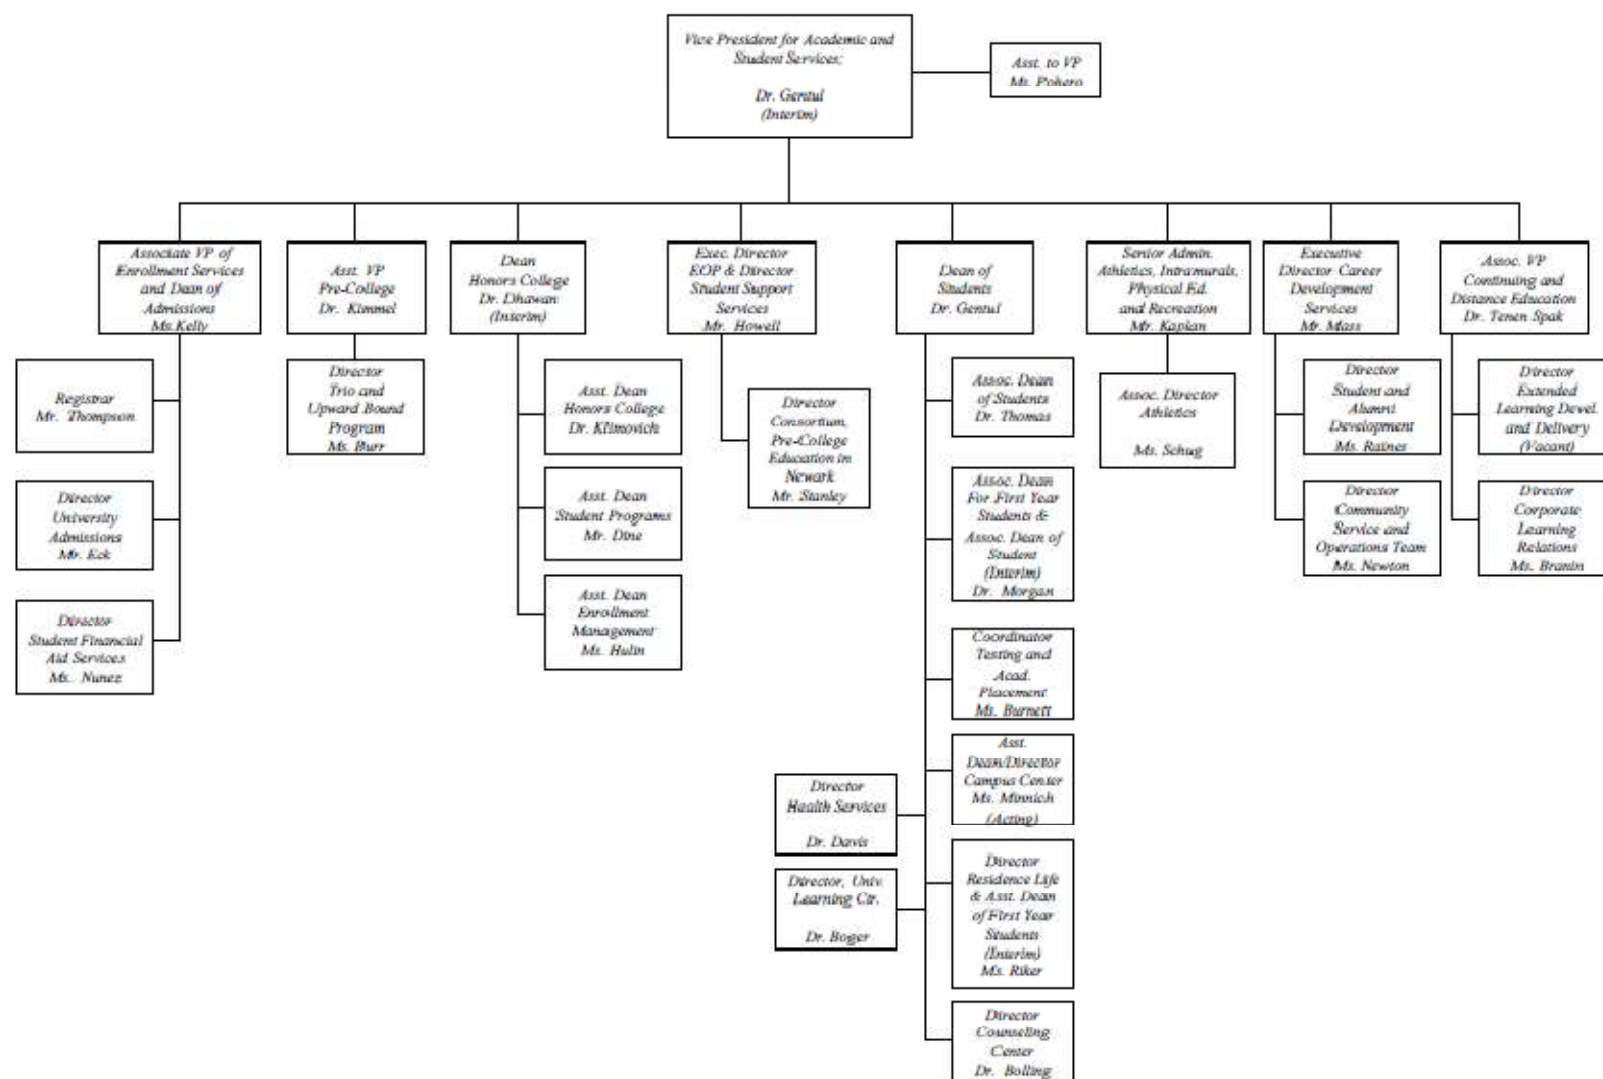 Vice President for Academic and
Student Services;
Dr. Gentul
(Interim)
Asst. to VP
Ms. Pohero
Associate VP of
Enrollment Services
and Dean of
Admissions
Ms.Kelly
Asst. VP
Pre-College
Dr. Kimmel
Dean
Honors College
Dr. Dhawan
(Interim)
Exec. Director
EOP & Director
Student Support
Services
Mr. Howell
Dean of
Students
Dr. Gentul
Senior Admin.
Athletics, Intramurals,
Physical Ed.
and Recreation
Mr. Kaplan
Executive
Director Career
Development
Services
Mr. Mass
Assoc. VP
Continuing and
Distance Education
Dr. Tenen Spak
Registrar
Mr. Thompson
Director
University
Admissions
Mr. Eck
Director
Student Financial
Aid Services
Ms. Nunez
Director
Trio and
Upward Bound
Program
Ms. Burr
Asst. Dean
Honors College
Dr. Klimovich
Asst. Dean
Student Programs
Mr. Dine
Asst. Dean
Enrollment
Management
Ms. Hulin
Director
Consortium,
Pre-College
Education in
Newark
Mr. Stanley
Assoc. Dean
of Students
Dr. Thomas
Assoc. Dean
For First Year
Students &
Assoc. Dean of
Student
(Interim)
Dr. Morgan
Coordinator
Testing and
Acad.
Placement
Ms. Burnett
Asst.
Dean/Director
Campus Center
Ms. Minnich
(Acting)
Director
Health Services
Dr. Davis
Director, Univ.
Learning Ctr.
Dr. Boger
Director
Residence Life
& Asst. Dean
of First Year
Students
(Interim)
Ms. Riker
Director
Counseling
Center
Dr. Bolling
Assoc. Director
Athletics
Ms. Schug
Director
Student and
Alumni
Development
Ms. Raines
Director
Community
Service and
Operations Team
Ms. Newton
Director
Extended
Learning Devel.
and Delivery
(Vacant)
Director
Corporate
Learning
Relations
Ms. Branin